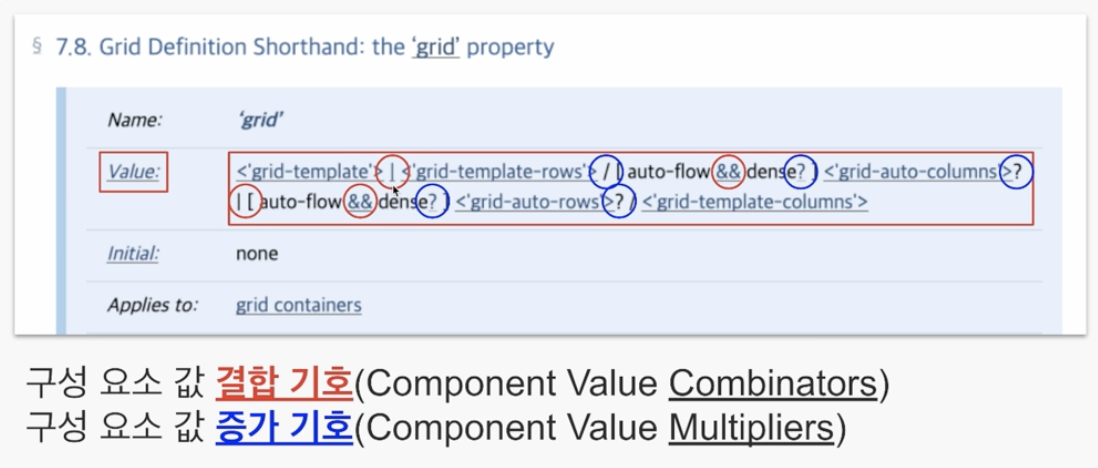 § 7.8. Grid Definition Shorthand: the ‘grid’ property
Name: ‘grid’
Value: <'grid-template'> | <'grid-template-rows'> / [ auto-flow && dense? ] <'grid-auto-columns'>?
| [ auto-flow && dense? ] <'grid-auto-rows'>? / <'grid-template-columns'>
Initial: none
Applies to: grid containers
구성 요소 값 결합 기호(Component Value Combinators)
구성 요소 값 증가 기호(Component Value Multipliers)